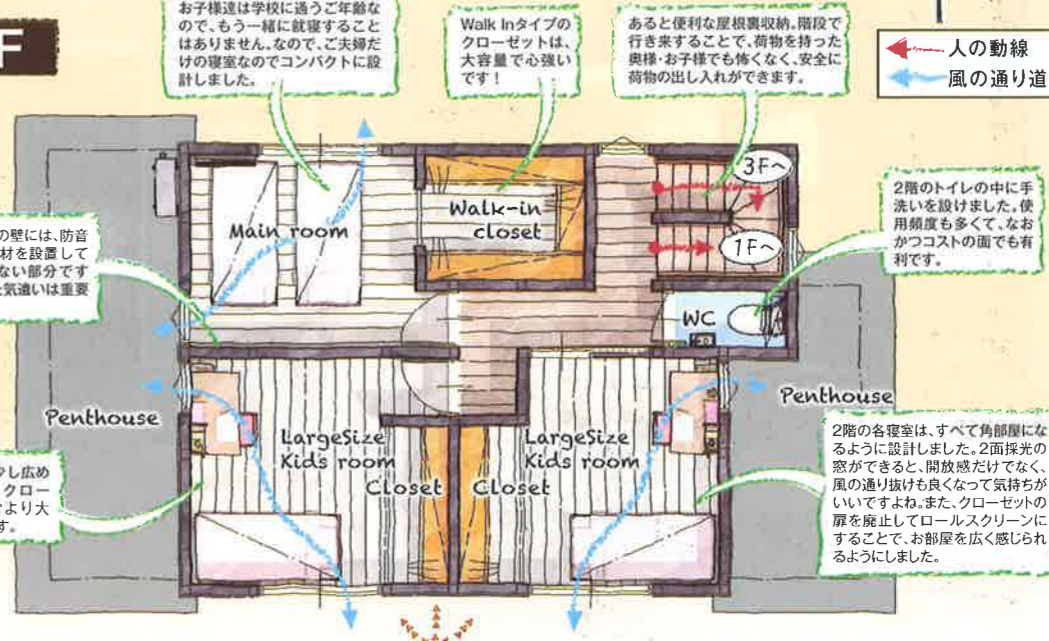 F
お子様達は学校に通うご年齢な
ので、もう一緒に就寝すること
はありません。なので、ご夫婦だ
けの寝室なのでコンパクトに設
計しました。
Walk Inタイプの
クローゼットは、
大容量で心強い
です！
あると便利な屋根裏収納。階段で
行き来することで、荷物を持った
奥様・お子様でも怖くなく、安全に
荷物の出し入れができます。
人の動線
風の通り道
3F~
1F~
Main room
Walk-in
closet
2階のトイレの中に手
洗いを設けました。使
用頻度も多くて、なお
かつコストの面でも有
利です。
の壁には、防音
材を設置して
ない部分です
気遣いは重要
WC
Penthouse
Penthouse
LargeSize
Kids room
Closet
LargeSize
Kids room
Closet
少し広め
クロー
より大
す。
2階の各寝室は、すべて角部屋にな
るように設計しました。2面採光の
窓ができると、開放感だけでなく、
風の通り抜けも良くなって気持ちが
いいですよね。また、クローゼットの
扉を廃止してロールスクリーンに
することで、お部屋を広く感じられ
るようにしました。